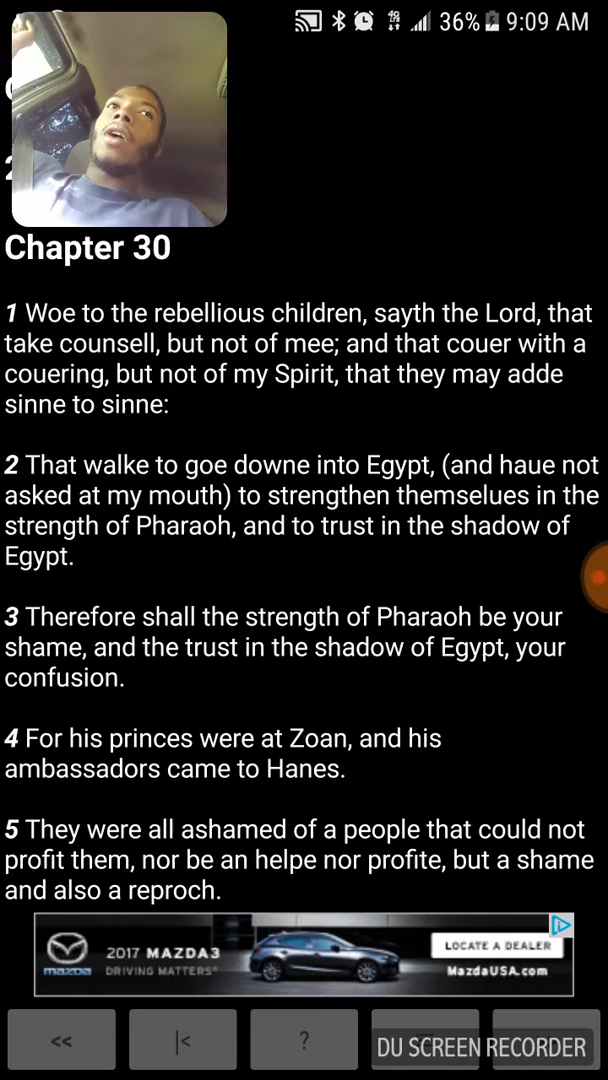 36% 9:09 AM
Chapter 30
1 Woe to the rebellious children, sayth the Lord, that
take counsell, but not of mee; and that couer with a
couering, but not of my Spirit, that they may adde
sinne to sinne:
2 That walke to goe downe into Egypt, (and haue not
asked at my mouth) to strengthen themselues in the
strength of Pharaoh, and to trust in the shadow of
Egypt.
3 Therefore shall the strength of Pharaoh be your
shame, and the trust in the shadow of Egypt, your
confusion.
4 For his princes were at Zoan, and his
ambassadors came to Hanes.
5 They were all ashamed of a people that could not
profit them, nor be an helpe nor profite, but a shame
and also a reproch.
mazda
2017 MAZDA3
DRIVING MATTERS®
LOCATE A DEALER
MazdaUSA.com
<< |< ?
DU SCREEN RECORDER